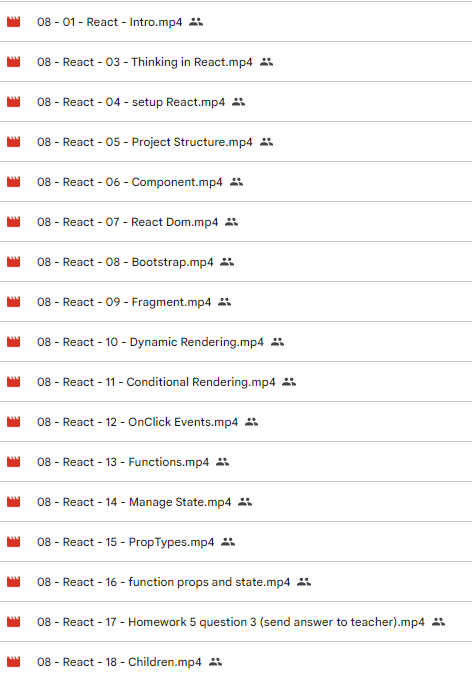 08 - 01 - React - Intro.mp4
08 - React - 03 - Thinking in React.mp4
08 - React - 04 - setup React.mp4
08 - React - 05 - Project Structure.mp4
08 - React - 06 - Component.mp4
08 - React - 07 - React Dom.mp4
08 - React - 08 - Bootstrap.mp4
08 - React - 09 - Fragment.mp4
08 - React - 10 - Dynamic Rendering.mp4
08 - React - 11 - Conditional Rendering.mp4
08 - React - 12 - OnClick Events.mp4
08 - React - 13 - Functions.mp4
08 - React - 14 - Manage State.mp4
08 - React - 15 - PropTypes.mp4
08 - React - 16 - function props and state.mp4
08 - React - 17 - Homework 5 question 3 (send answer to teacher).mp4
08 - React - 18 - Children.mp4